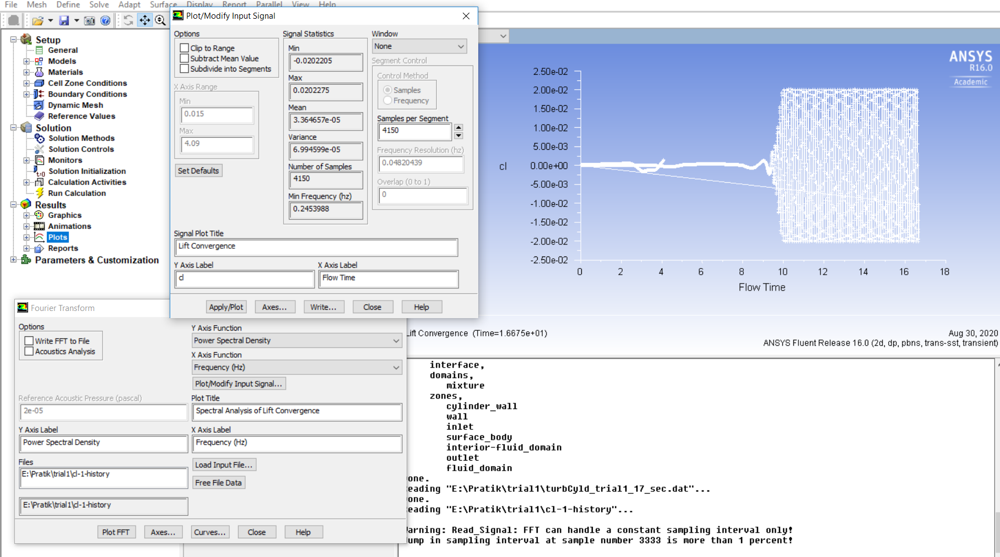 File Mesh Define Solve Adapt Surface Display Report Parallel View Help
Plot/Modify Input Signal
Setup
General
Models
Materials
Cell Zone Conditions
Boundary Conditions
Dynamic Mesh
Reference Values
Solution
Solution Methods
Solution Controls
Monitors
Solution Initialization
Calculation Activities
Run Calculation
Results
Graphics
Animations
Plots
Reports
Parameters & Customization
Options
Clip to Range
Subtract Mean Value
Subdivide into Segments
X Axis Range
Min
0.015
Max
4.09
Set Defaults
Signal Statistics
Min
-0.0202205
Max
0.0202275
Mean
3.364657e-05
Variance
6.994599e-05
Number of Samples
4150
Min Frequency (hz)
0.2453988
Window
None
Segment Control
Control Method
Samples
Frequency
Samples per Segment
4150
Frequency Resolution (hz)
0.04820439
Overlap (0 to 1)
0
Signal Plot Title
Lift Convergence
Y Axis Label
cl
X Axis Label
Flow Time
Apply/Plot Axes... Write... Close Help
ANSYS
R16.0
Academic
2.50e-02
2.00e-02
1.50e-02
1.00e-02
5.00e-03
0.00e+00
-5.00e-03
-1.00e-02
-1.50e-02
-2.00e-02
-2.50e-02
cl
0 2 4 6 8 10 12 14 16 18
Flow Time
Lift Convergence (Time=1.6675e+01)
Aug 30, 2020
ANSYS Fluent Release 16.0 (2d, dp, pbns, trans-sst, transient)
Fourier Transform
Options
Write FFT to File
Acoustics Analysis
Reference Acoustic Pressure (pascal)
2e-05
Y Axis Label
Power Spectral Density
Files
E:\Pratik\trial1\cl-1-history
E:\Pratik\trial1\cl-1-history
Y Axis Function
Power Spectral Density
X Axis Function
Frequency (Hz)
Plot/Modify Input Signal...
Plot Title
Spectral Analysis of Lift Convergence
X Axis Label
Frequency (Hz)
Load Input File...
Free File Data
Plot FFT Axes... Curves... Close Help
interface,
domains,
mixture
zones,
cylinder_wall
wall
inlet
surface_body
interior-fluid_domain
outlet
fluid_domain
one.
eading "E:\Pratik\trial1\turbCyld_trial1_17_sec.dat"...
one.
eading "E:\Pratik\trial1\cl-1-history"...
arning: Read_Signal: FFT can handle a constant sampling interval only!
ump in sampling interval at sample number 3333 is more than 1 percent!